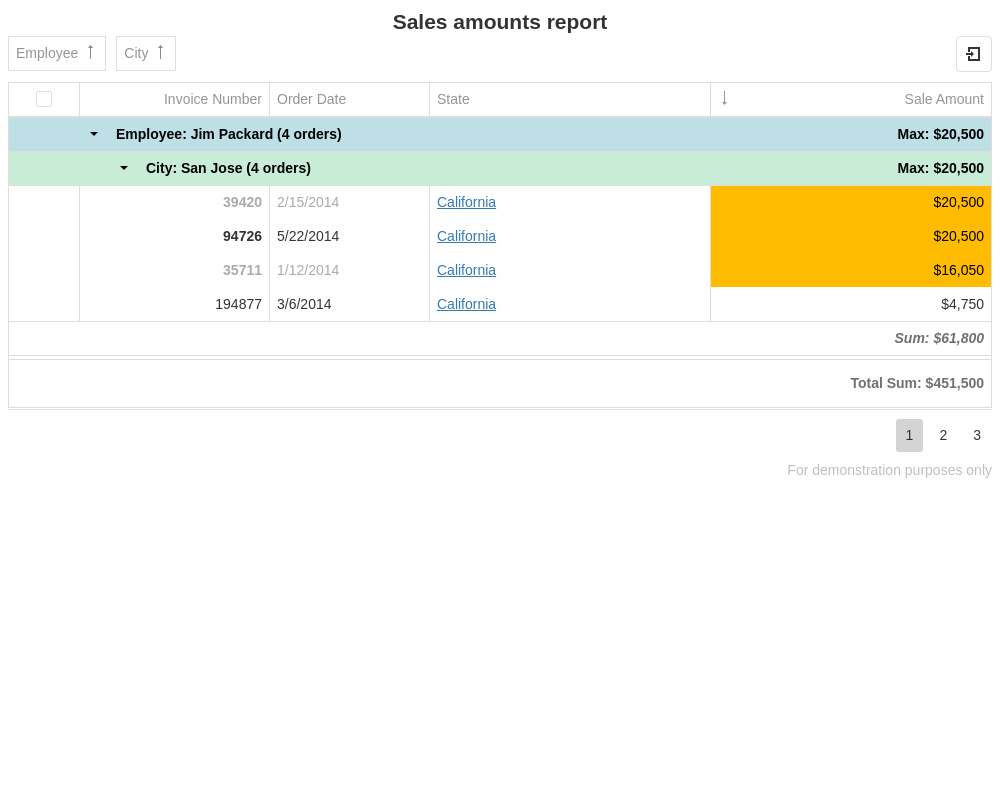 Sales amounts report
Employee City
Invoice Number Order Date State Sale Amount
Employee: Jim Packard (4 orders) Max: $20,500
City: San Jose (4 orders) Max: $20,500
39420 2/15/2014 California $20,500
94726 5/22/2014 California $20,500
35711 1/12/2014 California $16,050
194877 3/6/2014 California $4,750
Sum: $61,800
Total Sum: $451,500
1 2 3
For demonstration purposes only